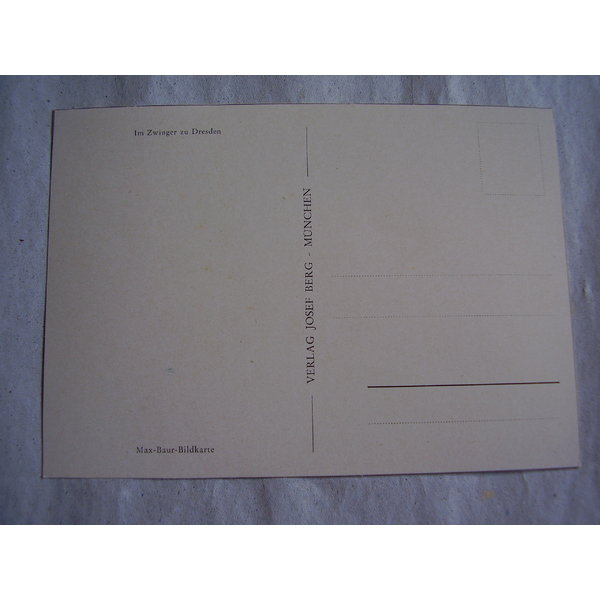 Im Zwinger zu Dresden
VERLAG JOSEF BERG - MÜNCHEN
Max-Baur-Bildkarte